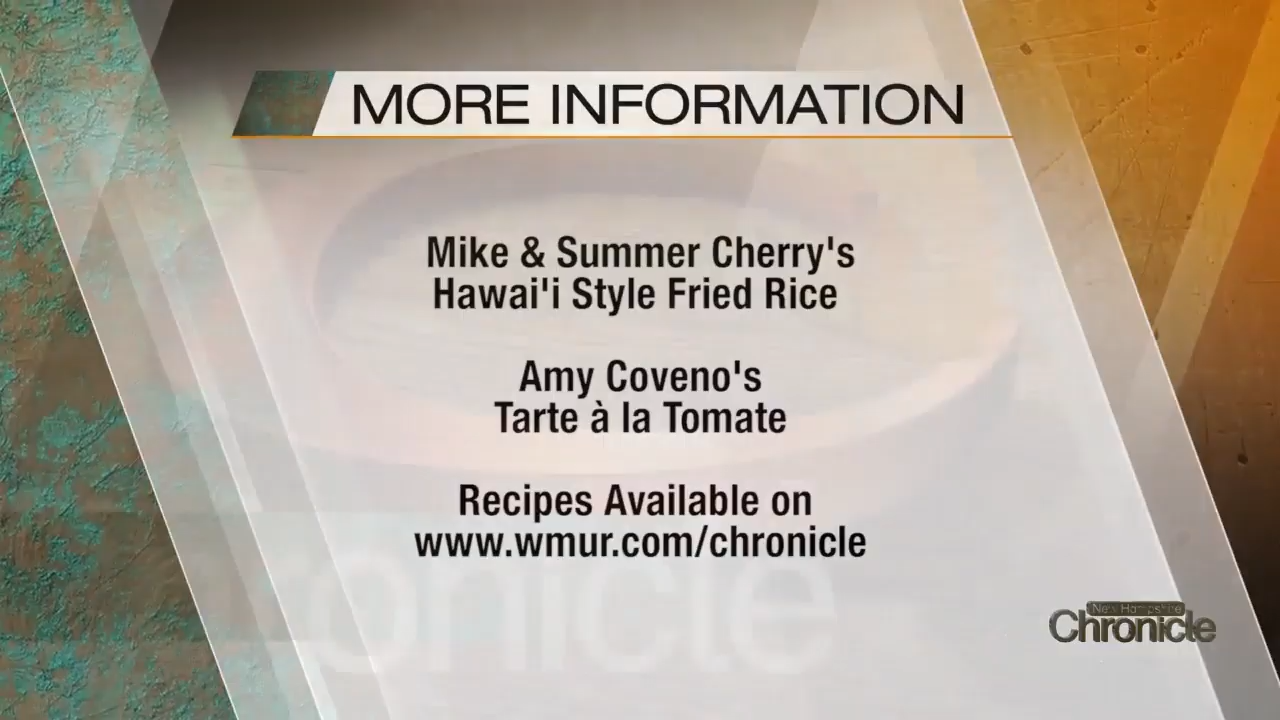 MORE INFORMATION
Mike & Summer Cherry's
Hawai'i Style Fried Rice
Amy Coveno's
Tarte à la Tomate
Recipes Available on
www.wmur.com/chronicle
New Hampshire
Chronicle
onicle